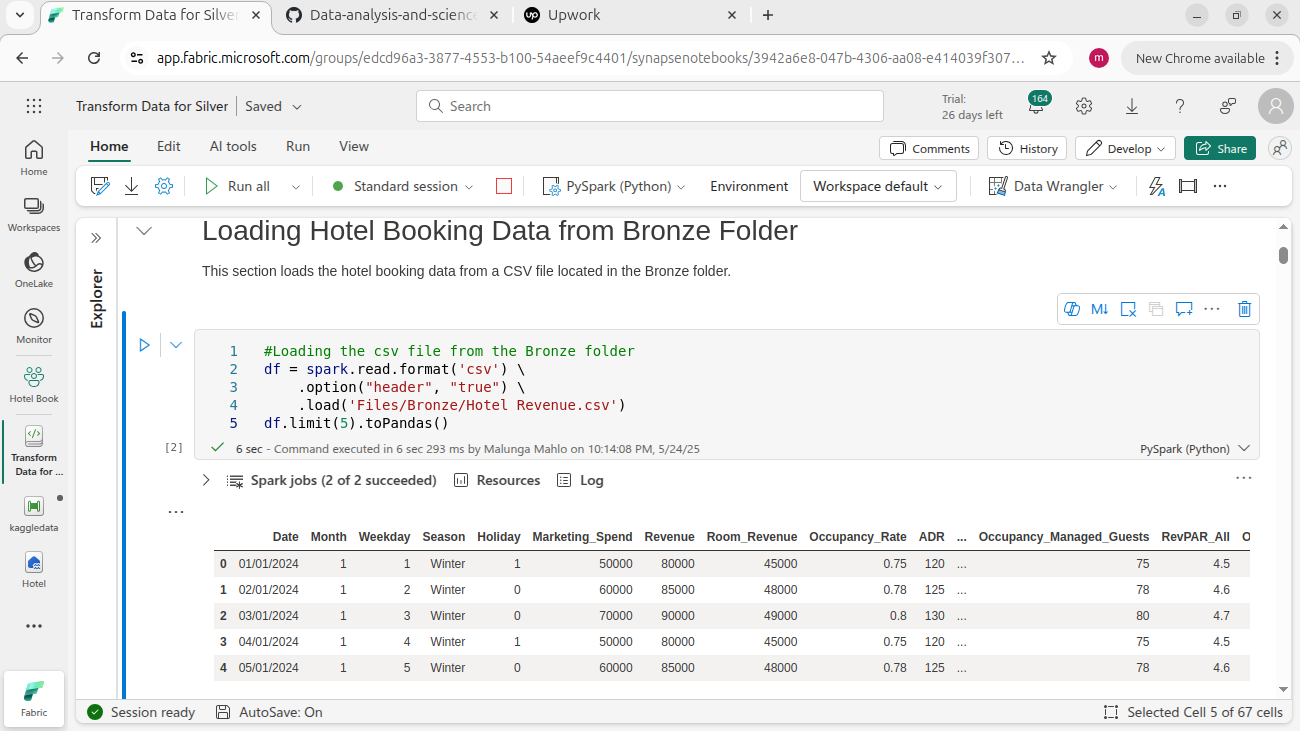 Transform Data for Silver
Data-analysis-and-science
Upwork
app.fabric.microsoft.com/groups/edcd96a3-3877-4553-b100-54aeef9c4401/synapsenotebooks/3942a6e8-047b-4306-aa08-e414039f307...
m
New Chrome available
Transform Data for Silver
Saved
Search
Trial:
26 days left
164
Home
Workspaces
OneLake
Monitor
Hotel Book
Transform
Data for ...
kaggledata
Hotel
...
Fabric
Home Edit AI tools Run View
Comments
History
Develop
Share
Run all
Standard session
PySpark (Python)
Environment
Workspace default
Data Wrangler
...
Explorer
Loading Hotel Booking Data from Bronze Folder
This section loads the hotel booking data from a CSV file located in the Bronze folder.
M↓
...
1 #Loading the csv file from the Bronze folder
2 df = spark.read.format('csv') \
3 .option("header", "true") \
4 .load('Files/Bronze/Hotel Revenue.csv')
5 df.limit(5).toPandas()
[2]
6 sec - Command executed in 6 sec 293 ms by Malunga Mahlo on 10:14:08 PM, 5/24/25
PySpark (Python)
Spark jobs (2 of 2 succeeded)
Resources
Log
...
...
Date Month Weekday Season Holiday Marketing_Spend Revenue Room_Revenue Occupancy_Rate ADR ... Occupancy_Managed_Guests RevPAR_All O
0 01/01/2024 1 1 Winter 1 50000 80000 45000 0.75 120 ... 75 4.5
1 02/01/2024 1 2 Winter 0 60000 85000 48000 0.78 125 ... 78 4.6
2 03/01/2024 1 3 Winter 0 70000 90000 49000 0.8 130 ... 80 4.7
3 04/01/2024 1 4 Winter 1 50000 80000 45000 0.75 120 ... 75 4.5
4 05/01/2024 1 5 Winter 0 60000 85000 48000 0.78 125 ... 78 4.6
Session ready
AutoSave: On
Selected Cell 5 of 67 cells